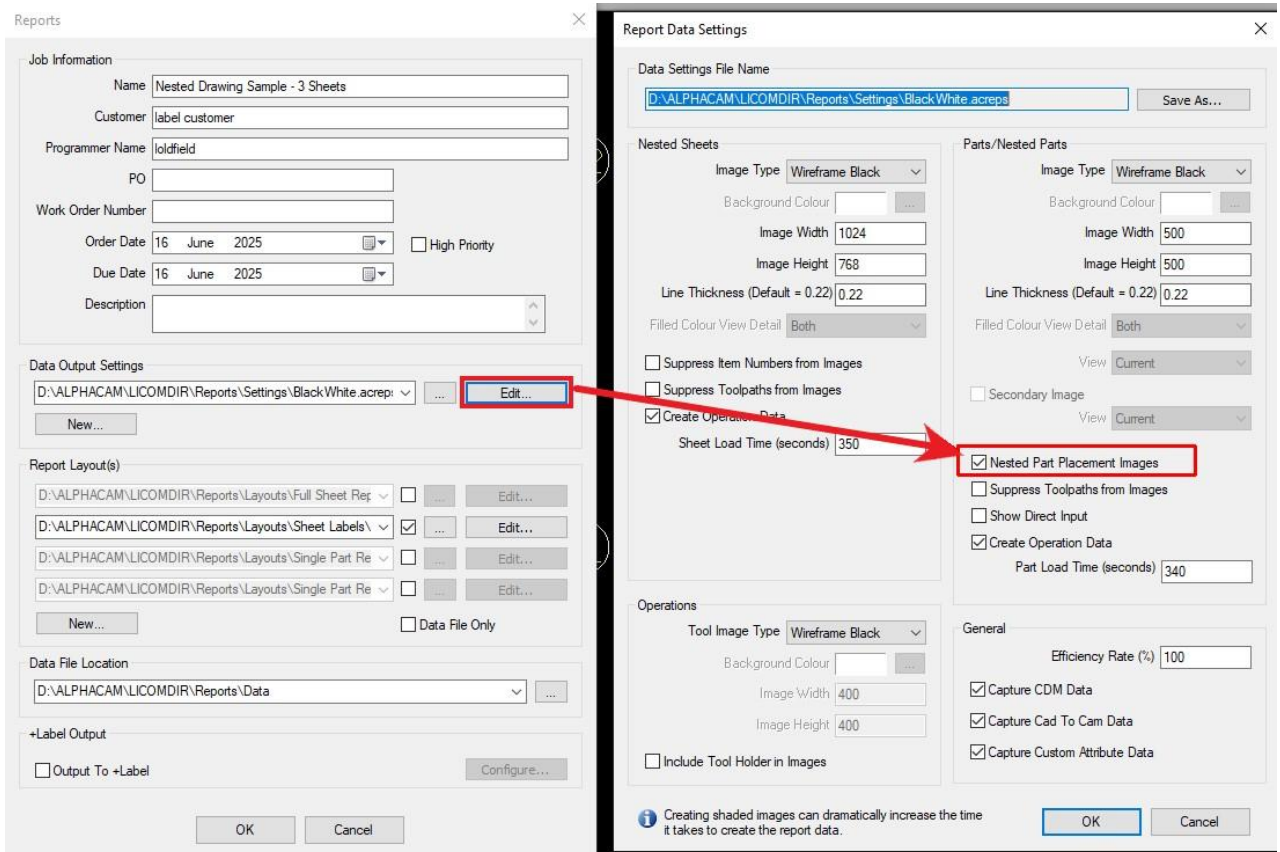 Reports
Job Information
Name Nested Drawing Sample - 3 Sheets
Customer label customer
Programmer Name loldfield
PO
Work Order Number
Order Date 16 June 2025 High Priority
Due Date 16 June 2025
Description
Data Output Settings
D:\ALPHACAM\LICOMDIR\Reports\Settings\BlackWhite.acreps ... Edit...
New...
Report Layout(s)
D:\ALPHACAM\LICOMDIR\Reports\Layouts\Full Sheet Rep ... Edit...
D:\ALPHACAM\LICOMDIR\Reports\Layouts\Sheet Labels\ ... Edit...
D:\ALPHACAM\LICOMDIR\Reports\Layouts\Single Part Re ... Edit...
D:\ALPHACAM\LICOMDIR\Reports\Layouts\Single Part Re ... Edit...
New... Data File Only
Data File Location
D:\ALPHACAM\LICOMDIR\Reports\Data ...
+Label Output
Output To +Label Configure...
OK Cancel
Report Data Settings
Data Settings File Name
D:\ALPHACAM\LICOMDIR\Reports\Settings\BlackWhite.acreps Save As...
Nested Sheets
Image Type Wireframe Black
Background Colour ...
Image Width 1024
Image Height 768
Line Thickness (Default = 0.22) 0.22
Filled Colour View Detail Both
Suppress Item Numbers from Images
Suppress Toolpaths from Images
Create Operation Data
Sheet Load Time (seconds) 350
Parts/Nested Parts
Image Type Wireframe Black
Background Colour ...
Image Width 500
Image Height 500
Line Thickness (Default = 0.22) 0.22
Filled Colour View Detail Both
View Current
Secondary Image
View Current
Nested Part Placement Images
Suppress Toolpaths from Images
Show Direct Input
Create Operation Data
Part Load Time (seconds) 340
Operations
Tool Image Type Wireframe Black
Background Colour ...
Image Width 400
Image Height 400
Include Tool Holder in Images
General
Efficiency Rate (%) 100
Capture CDM Data
Capture Cad To Cam Data
Capture Custom Attribute Data
Creating shaded images can dramatically increase the time
it takes to create the report data.
OK Cancel